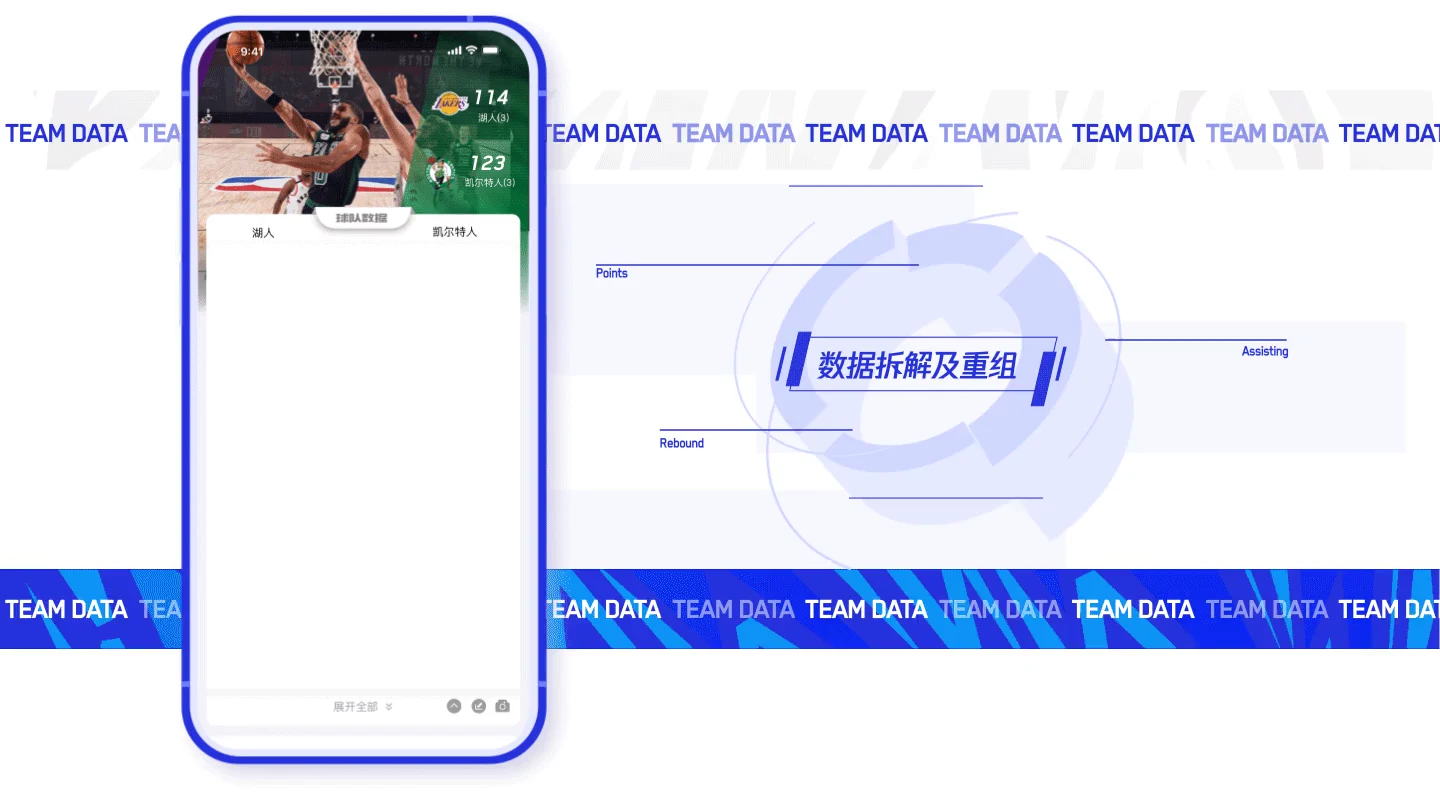 9:41
114
湖人(3)
123
凯尔特人(3)
TEAM DATA TEA
TEAM DATA TEAM DATA TEAM DATA TEAM DATA TEAM DATA TEAM DATA TEAM DAT
球队数据
湖人
凯尔特人
Points
数据拆解及重组
Assisting
Rebound
TEAM DATA TEA
TEAM DATA TEAM DATA TEAM DATA TEAM DATA TEAM DATA TEAM DATA TEAM DAT
展开全部